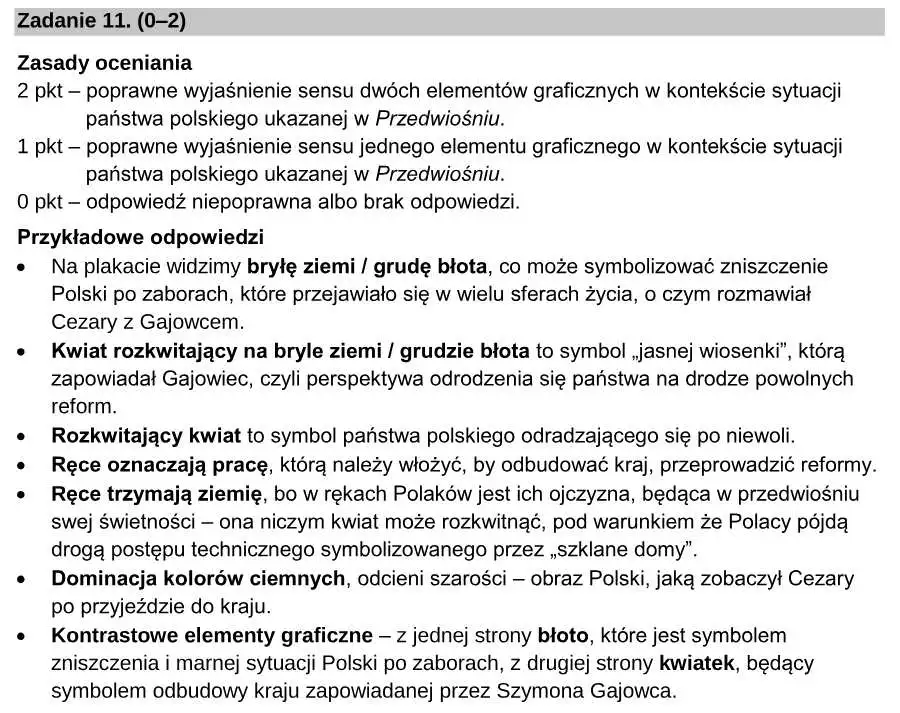 Zadanie 11. (0–2)
Zasady oceniania
2 pkt – poprawne wyjaśnienie sensu dwóch elementów graficznych w kontekście sytuacji
państwa polskiego ukazanej w Przedwiośniu.
1 pkt – poprawne wyjaśnienie sensu jednego elementu graficznego w kontekście sytuacji
państwa polskiego ukazanej w Przedwiośniu.
0 pkt – odpowiedź niepoprawna albo brak odpowiedzi.
Przykładowe odpowiedzi
• Na plakacie widzimy bryłę ziemi / grudę błota, co może symbolizować zniszczenie
Polski po zaborach, które przejawiało się w wielu sferach życia, o czym rozmawiał
Cezary z Gajowcem.
• Kwiat rozkwitający na bryle ziemi / grudzie błota to symbol „jasnej wiosenki”, którą
zapowiadał Gajowiec, czyli perspektywa odrodzenia się państwa na drodze powolnych
reform.
• Rozkwitający kwiat to symbol państwa polskiego odradzającego się po niewoli.
• Ręce oznaczają pracę, którą należy włożyć, by odbudować kraj, przeprowadzić reformy.
• Ręce trzymają ziemię, bo w rękach Polaków jest ich ojczyzna, będąca w przedwiośniu
swej świetności – ona niczym kwiat może rozkwitnąć, pod warunkiem że Polacy pójdą
drogą postępu technicznego symbolizowanego przez „szklane domy”.
• Dominacja kolorów ciemnych, odcieni szarości – obraz Polski, jaką zobaczył Cezary
po przyjeździe do kraju.
• Kontrastowe elementy graficzne – z jednej strony błoto, które jest symbolem
zniszczenia i marnej sytuacji Polski po zaborach, z drugiej strony kwiatek, będący
symbolem odbudowy kraju zapowiadanej przez Szymona Gajowca.